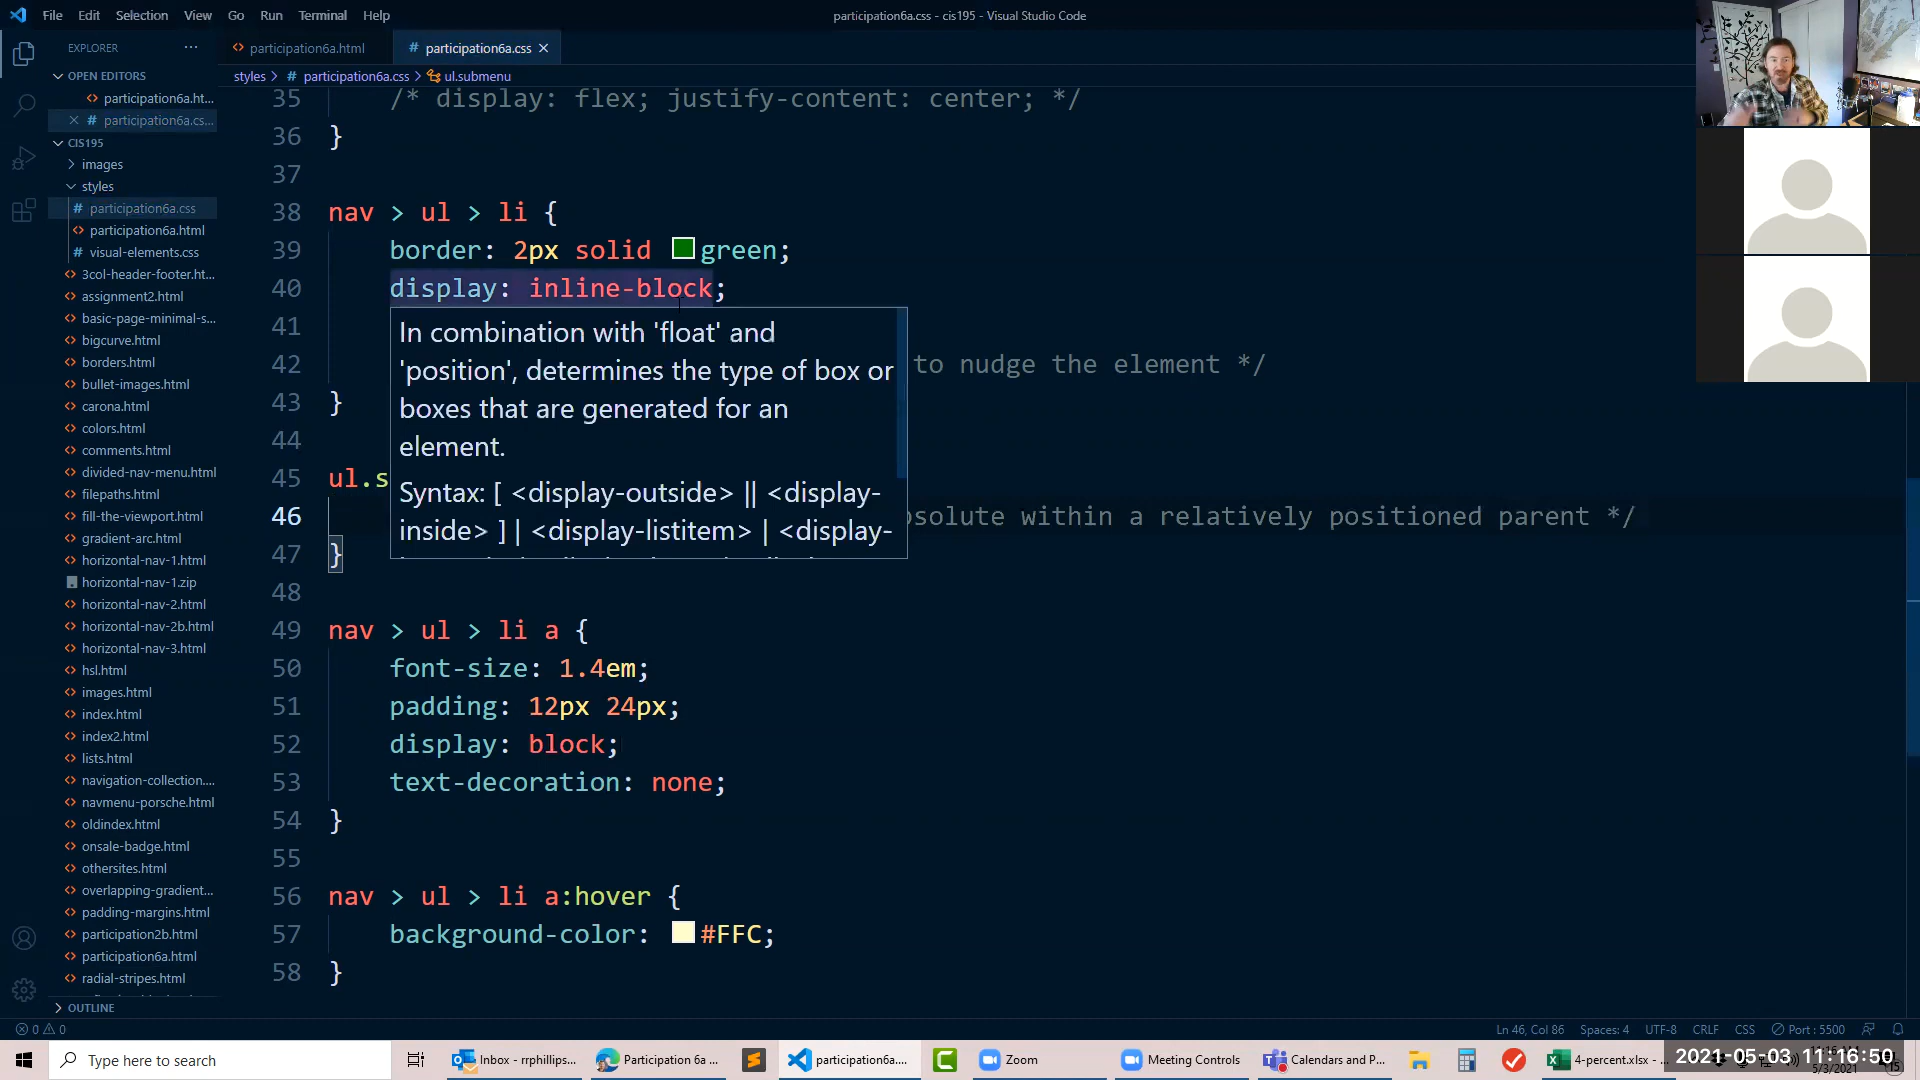 File Edit Selection View Go Run Terminal Help
participation6a.css - cis195 - Visual Studio Code
EXPLORER ···
participation6a.html
# participation6a.css
OPEN EDITORS
participation6a.ht...
# participation6a.cs...
CIS195
images
styles
# participation6a.css
participation6a.html
# visual-elements.css
3col-header-footer.ht...
assignment2.html
basic-page-minimal-s...
bigcurve.html
borders.html
bullet-images.html
carona.html
colors.html
comments.html
divided-nav-menu.html
filepaths.html
fill-the-viewport.html
gradient-arc.html
horizontal-nav-1.html
horizontal-nav-1.zip
horizontal-nav-2.html
horizontal-nav-2b.html
horizontal-nav-3.html
hsl.html
images.html
index.html
index2.html
lists.html
navigation-collection....
navmenu-porsche.html
oldindex.html
onsale-badge.html
othersites.html
overlapping-gradient...
padding-margins.html
participation2b.html
participation6a.html
radial-stripes.html
OUTLINE
styles > # participation6a.css > ul.submenu
35 /* display: flex; justify-content: center; */
36 }
37
38 nav > ul > li {
39 border: 2px solid green;
40 display: inline-block;
41
42 to nudge the element */
43 }
44
45 ul.s
46 bsolute within a relatively positioned parent */
47 }
48
49 nav > ul > li a {
50 font-size: 1.4em;
51 padding: 12px 24px;
52 display: block;
53 text-decoration: none;
54 }
55
56 nav > ul > li a:hover {
57 background-color: #FFC;
58 }
In combination with 'float' and
'position', determines the type of box or
boxes that are generated for an
element.
Syntax: [ <display-outside> || <display-
inside> ] | <display-listitem> | <display-
0 0
Ln 46, Col 86 Spaces: 4 UTF-8 CRLF CSS Port : 5500
Type here to search
Inbox - rrphillips...
Participation 6a ...
participation6a....
Zoom
Meeting Controls
Calendars and P...
4-percent.xlsx - ...
2021-05-03 11:16:50
5/3/2021
15